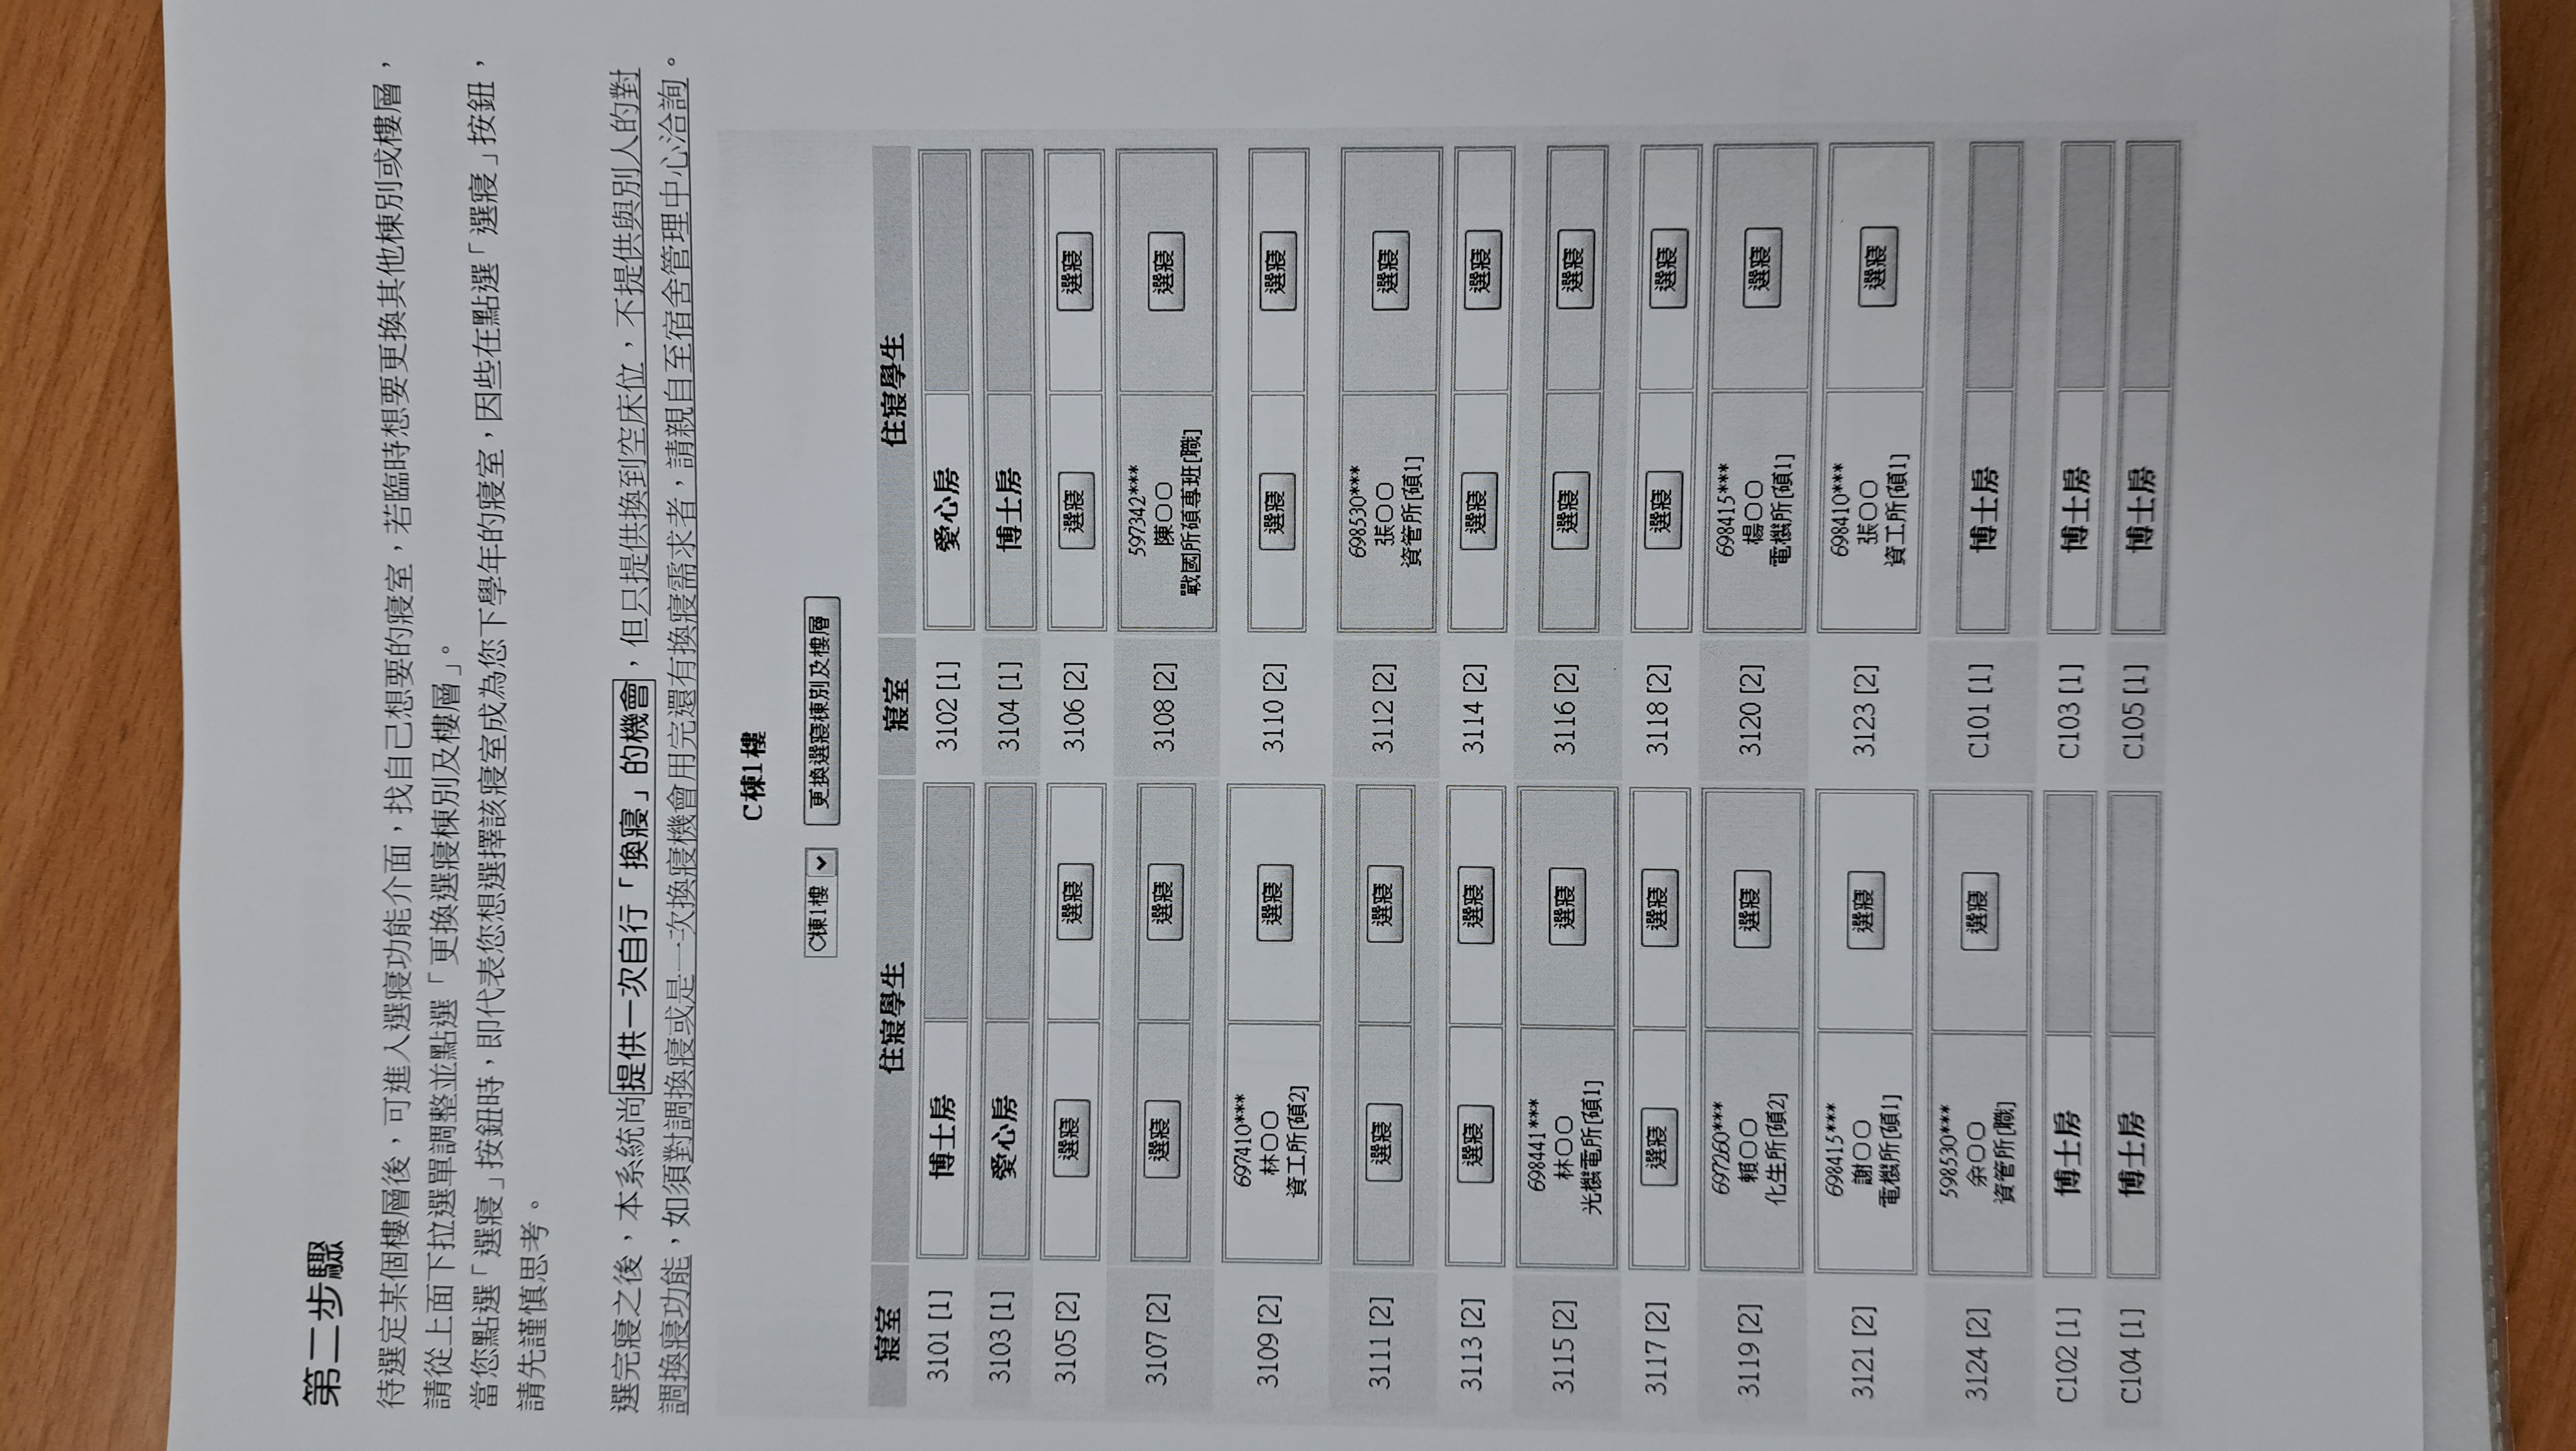 第二步驟
待選定某個樓層後，可進入選寢功能介面，找自己想要的寢室，若臨時想要更換其他棟別或樓層，
請從上面下拉選單調整並點選「更換選寢棟別及樓層」。
當您點選「選寢」按鈕時，即代表您想選擇該寢室成為您下學年的寢室，因些在點選「選寢」按鈕，
請先謹慎思考。
選完寢之後，本系統尚提供一次自行「換寢」的機會，但只提供換到空床位，不提供與別人的對
調換寢功能，如須對調換寢或是一次換寢機會用完還有換寢需求者，請親自至宿舍管理中心洽詢。
C棟1樓
C棟1樓 更換選寢棟別及樓層
寢室 住寢學生 寢室 住寢學生
3101 [1] 博士房 3102 [1] 愛心房
3103 [1] 愛心房 3104 [1] 博士房
3105 [2] 選寢 選寢 3106 [2] 選寢 選寢
3107 [2] 選寢 選寢 3108 [2] 597342*** 選寢
陳○○
戰國所碩專班[職]
3109 [2] 697410*** 選寢 3110 [2] 選寢 選寢
林○○
資工所[碩2]
3111 [2] 選寢 選寢 3112 [2] 698530*** 選寢
張○○
資管所[碩1]
3113 [2] 選寢 選寢 3114 [2] 選寢 選寢
3115 [2] 698441*** 選寢 3116 [2] 選寢 選寢
林○○
光機電所[碩1]
3117 [2] 選寢 選寢 3118 [2] 選寢 選寢
3119 [2] 697260*** 選寢 3120 [2] 698415*** 選寢
賴○○ 楊○○
化生所[碩2] 電機所[碩1]
3121 [2] 698415*** 選寢 3123 [2] 698410*** 選寢
謝○○ 張○○
電機所[碩1] 資工所[碩1]
3124 [2] 598530*** 選寢 C101 [1] 博士房
余○○
資管所[職]
C102 [1] 博士房 C103 [1] 博士房
C104 [1] 博士房 C105 [1] 博士房